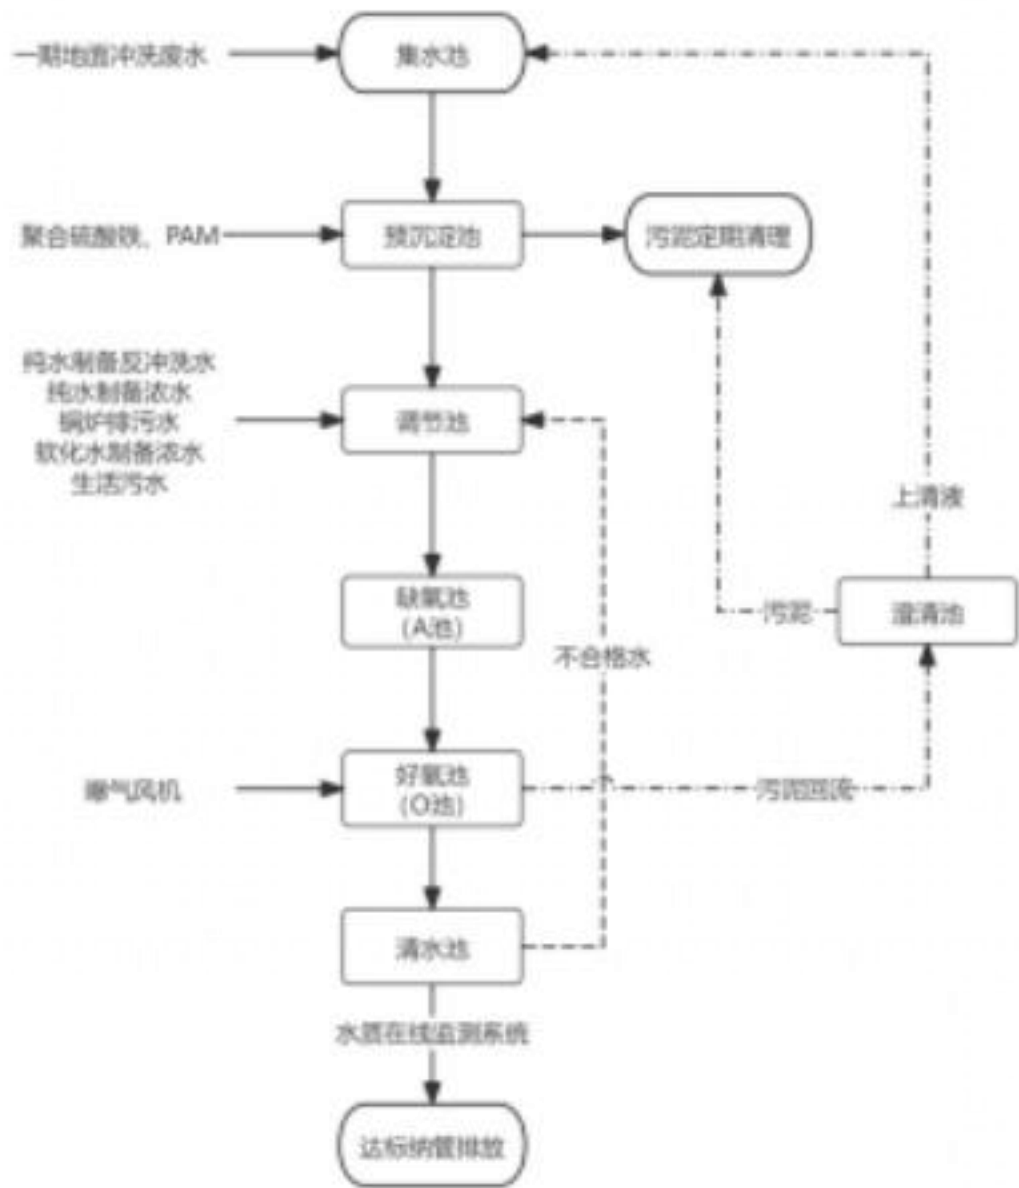 一期地面冲洗废水
集水池
聚合硫酸铁、PAM
预沉淀池
污泥定期清理
纯水制备反冲洗水
纯水制备浓水
锅炉排污水
软化水制备浓水
生活污水
调节池
上清液
缺氧池
(A池)
污泥
澄清池
不合格水
曝气风机
好氧池
(O池)
污泥回流
清水池
水质在线监测系统
达标纳管排放